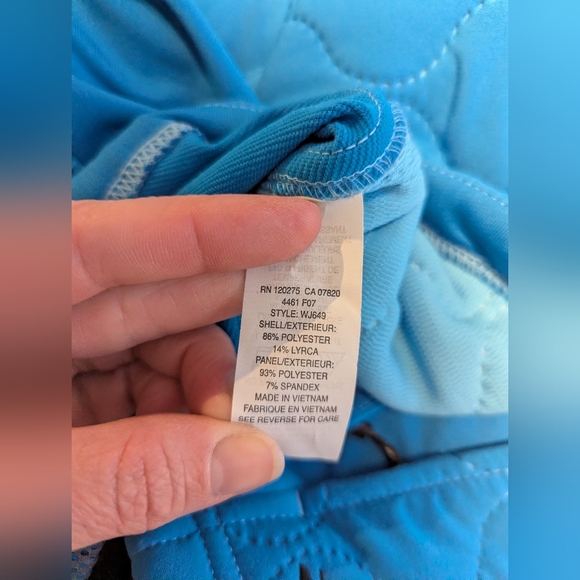 RN 120275 CA 07820
4461 F07
STYLE: WJ649
SHELL/EXTERIEUR:
86% POLYESTER
14% LYRCA
PANEL/EXTERIEUR:
93% POLYESTER
7% SPANDEX
MADE IN VIETNAM
FABRIQUE EN VIETNAM
SEE REVERSE FOR CARE